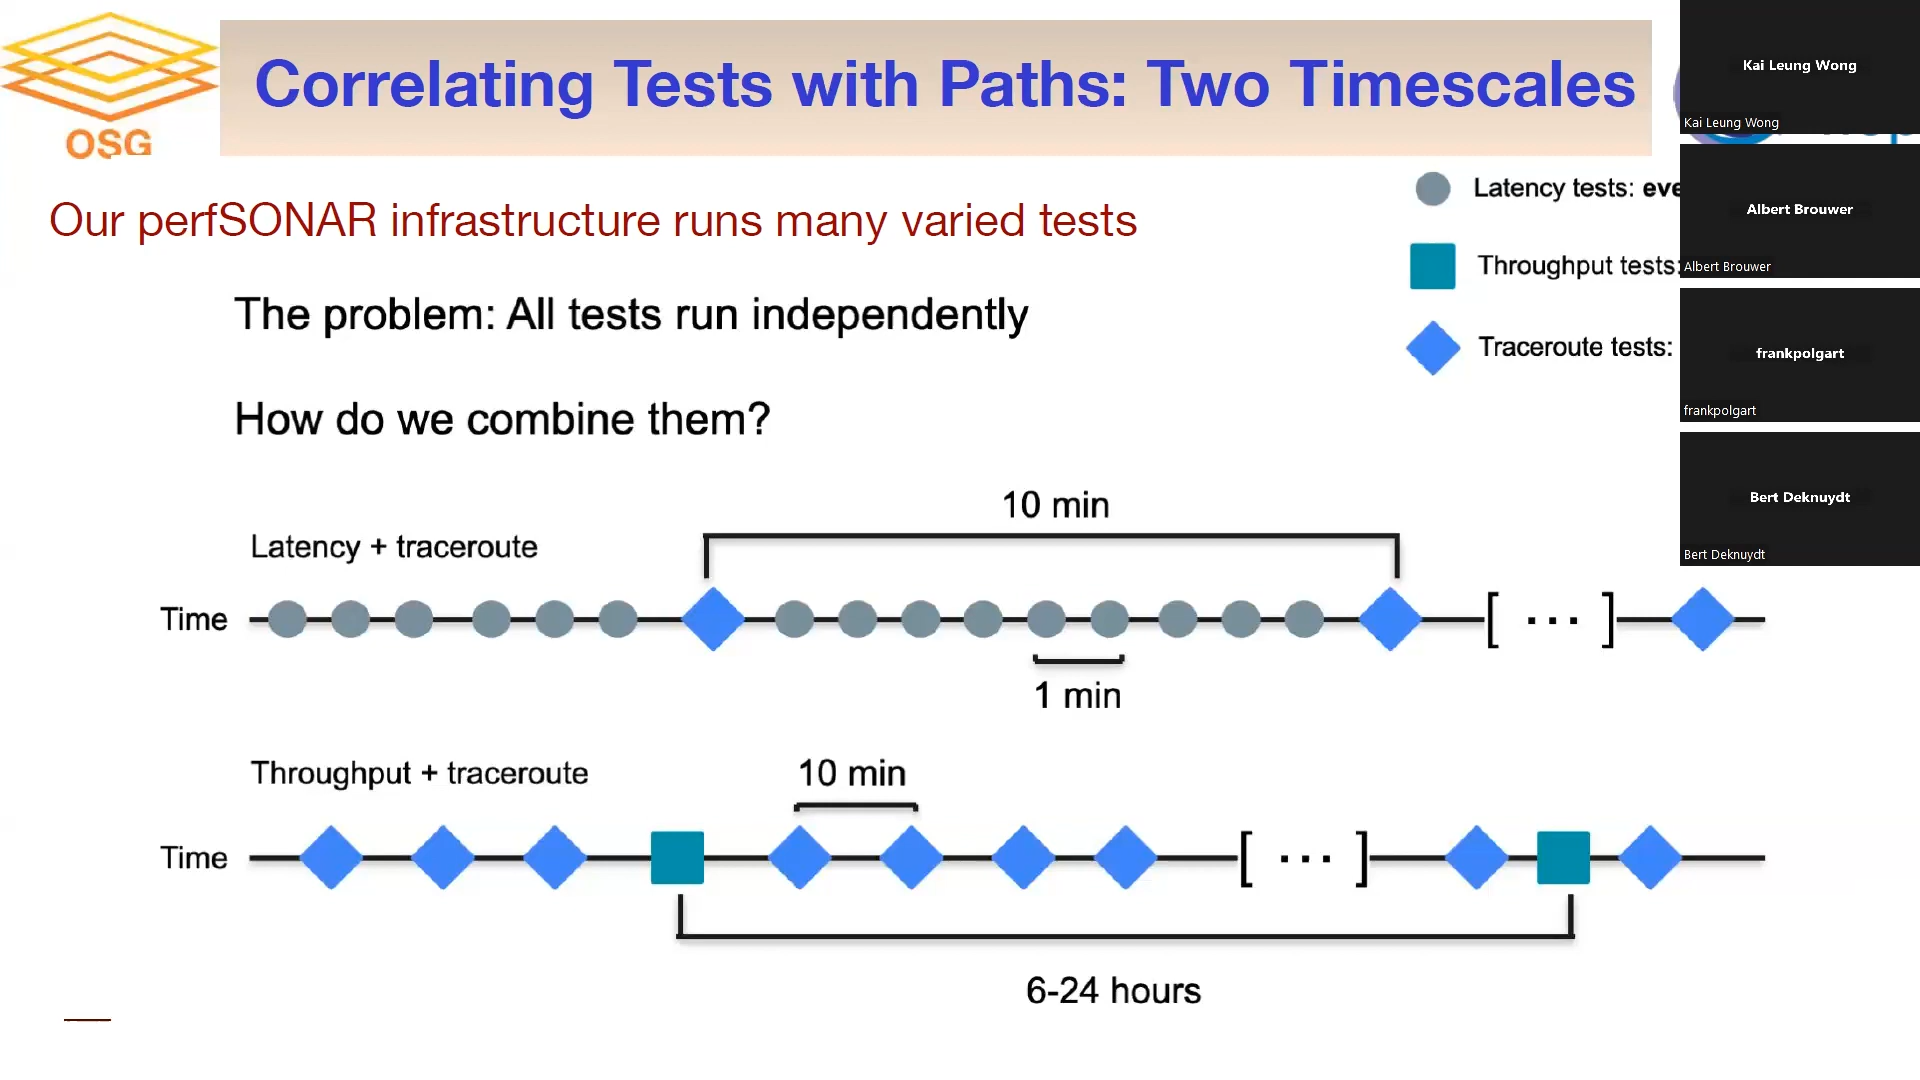 OSG
Correlating Tests with Paths: Two Timescales
Our perfSONAR infrastructure runs many varied tests
The problem: All tests run independently
How do we combine them?
Latency tests:
Throughput tests:
Traceroute tests:
Kai Leung Wong
Kai Leung Wong
Albert Brouwer
Albert Brouwer
frankpolgart
frankpolgart
Bert Deknuydt
Bert Deknuydt
10 min
Latency + traceroute
Time
[ ... ]
1 min
Throughput + traceroute
10 min
Time
[ ... ]
6-24 hours